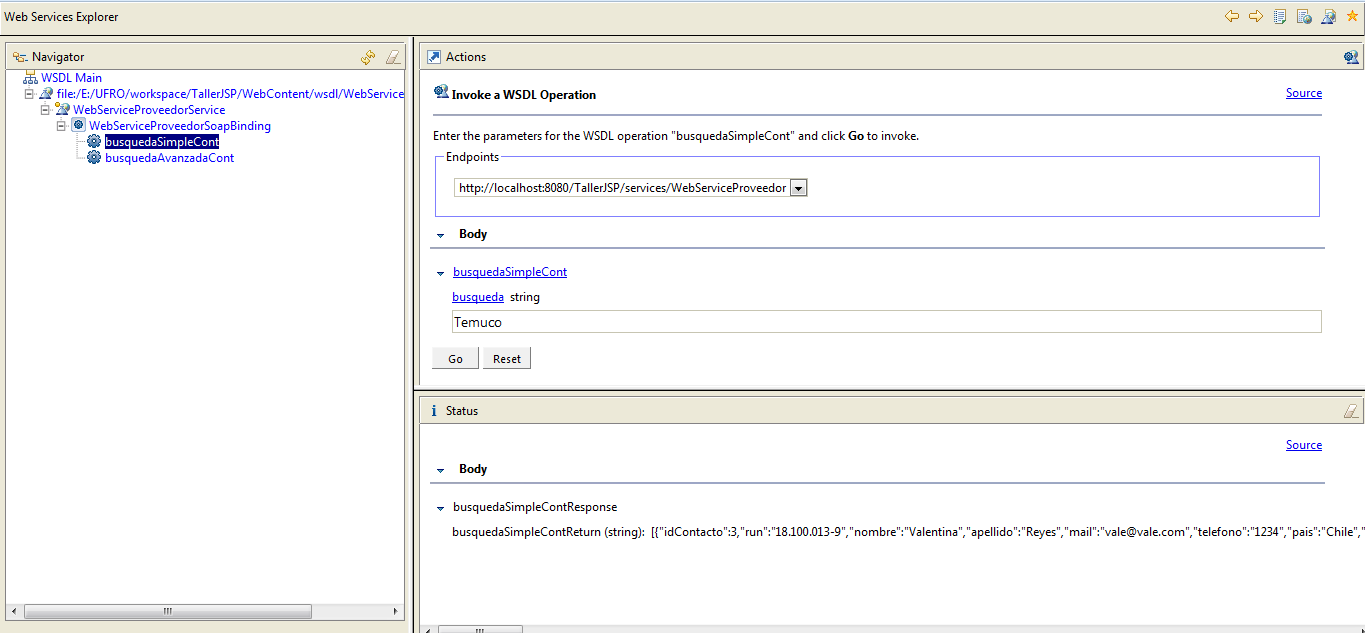 Web Services Explorer
Navigator
WSDL Main
file:/E:/UFRO/workspace/TallerJSP/WebContent/wsdl/WebService
WebServiceProveedorService
WebServiceProveedorSoapBinding
busquedaSimpleCont
busquedaAvanzadaCont
Actions
Invoke a WSDL Operation
Source
Enter the parameters for the WSDL operation "busquedaSimpleCont" and click Go to invoke.
Endpoints
http://localhost:8080/TallerJSP/services/WebServiceProveedor
Body
busquedaSimpleCont
busqueda string
Temuco
Go Reset
i Status
Source
Body
busquedaSimpleContResponse
busquedaSimpleContReturn (string): [{"idContacto":3,"run":"18.100.013-9","nombre":"Valentina","apellido":"Reyes","mail":"vale@vale.com","telefono":"1234","pais":"Chile","